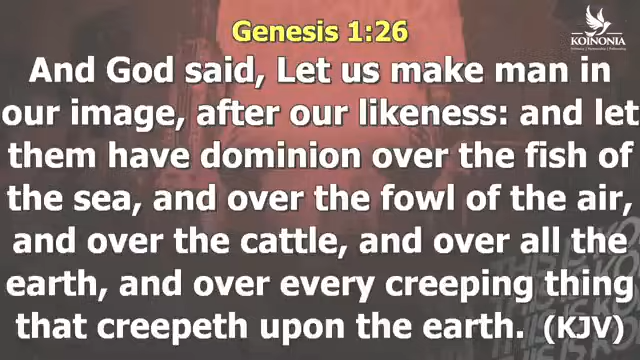 Genesis 1:26
KOINONIA
And God said, Let us make man in
our image, after our likeness: and let
them have dominion over the fish of
the sea, and over the fowl of the air,
and over the cattle, and over all the
earth, and over every creeping thing
that creepeth upon the earth. (KJV)